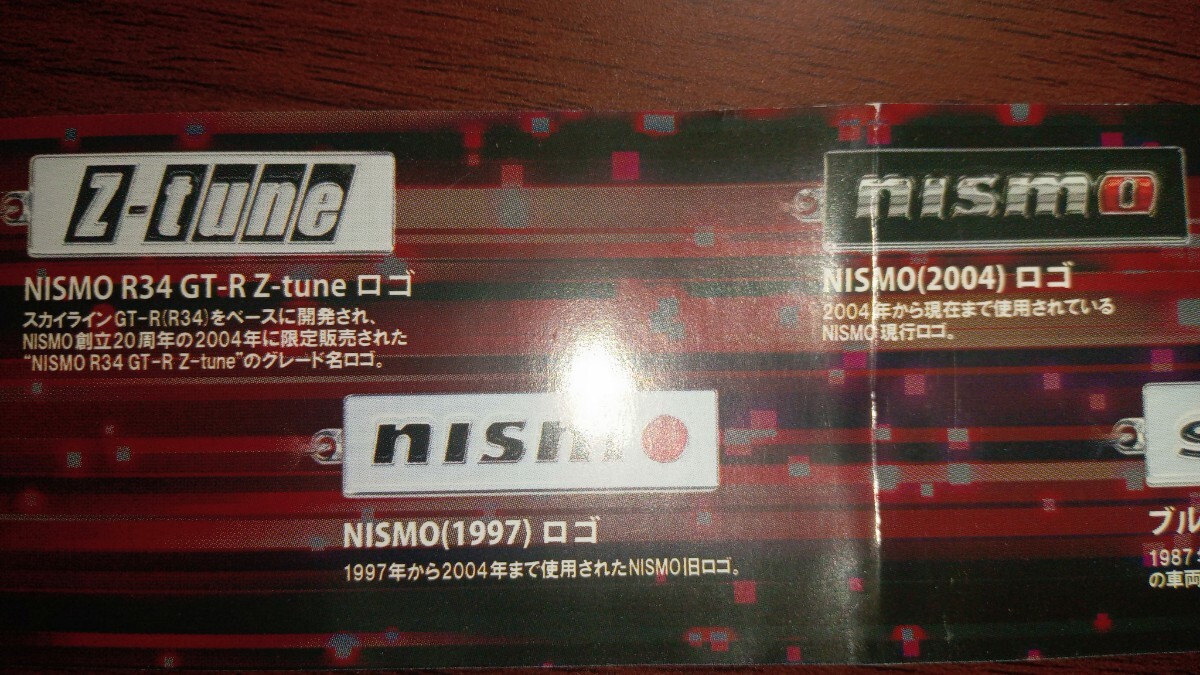 Z-tune
NISMO R34 GT-R Z-tune ロゴ
スカイラインGT-R(R34)をベースに開発され、
NISMO創立20周年の2004年に限定販売された
“NISMO R34 GT-R Z-tune”のグレード名ロゴ。
nismo
NISMO(2004) ロゴ
2004年から現在まで使用されている
NISMO現行ロゴ。
nism
NISMO(1997) ロゴ
1997年から2004年まで使用されたNISMO旧ロゴ。
ブル
1987
の車両